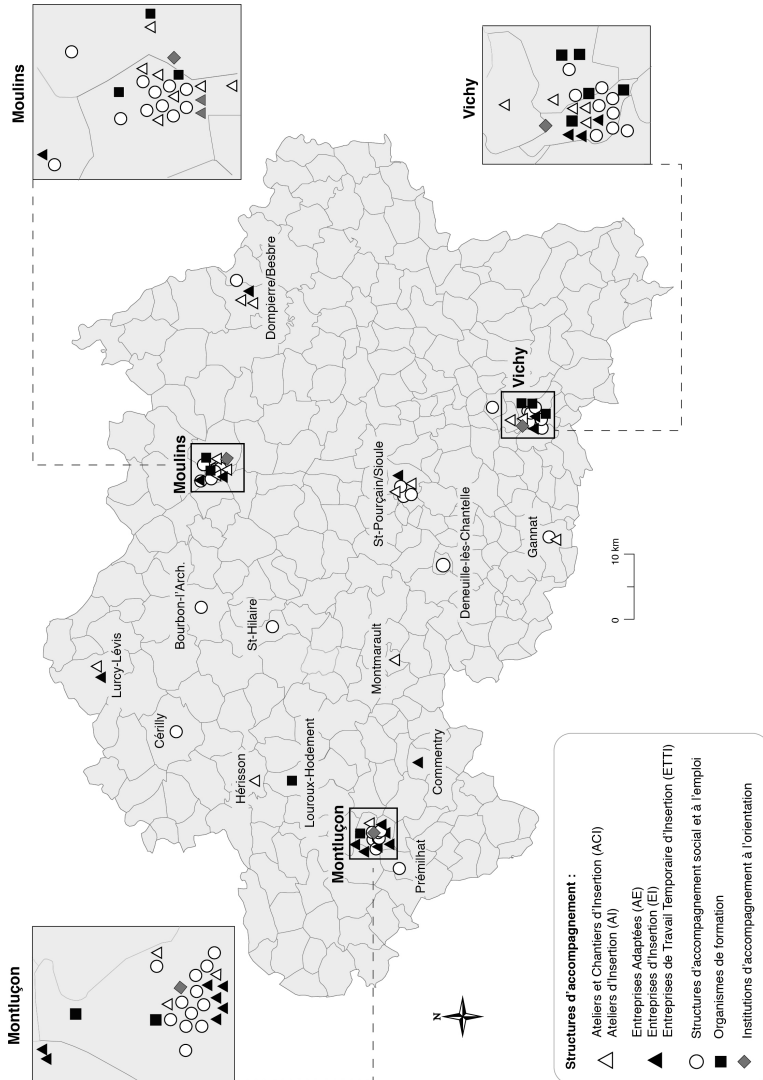 Montluçon
Moulins
Vichy
Lurcy-Lévis
Cérilly
Bourbon-l'Arch.
Moulins
Dompierre/Besbre
Hérisson
St-Hilaire
Louroux-Hodement
Montluçon
Prémilhat
Commentry
Montmarault
St-Pourçain/Sioule
Deneuille-lès-Chantelle
Gannat
Vichy
N
0
10 km
Structures d'accompagnement :
Ateliers et Chantiers d'Insertion (ACI)
Ateliers d'Insertion (AI)
Entreprises Adaptées (AE)
Entreprises d'Insertion (EI)
Entreprises de Travail Temporaire d'Insertion (ETTI)
Structures d'accompagnement social et à l'emploi
Organismes de formation
Institutions d'accompagnement à l'orientation